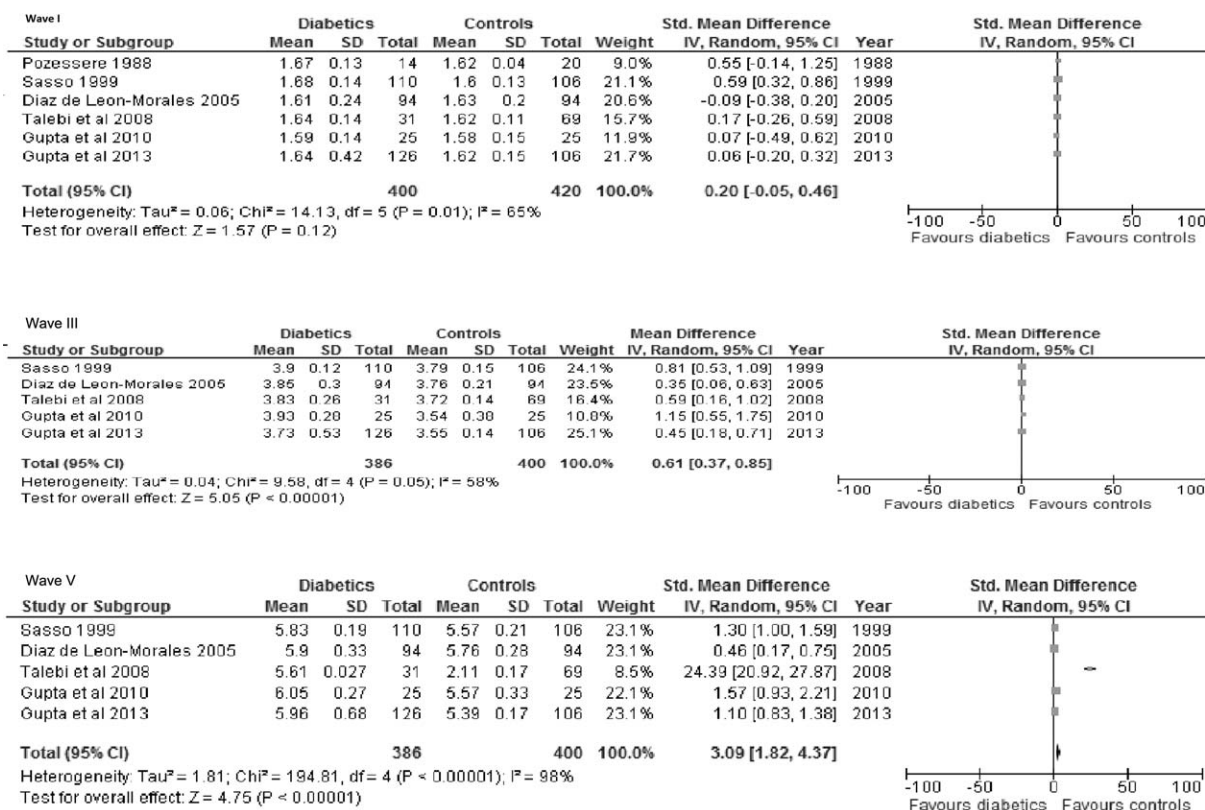 Wave I
Diabetics Controls Std. Mean Difference Std. Mean Difference
Study or Subgroup Mean SD Total Mean SD Total Weight IV, Random, 95% CI Year IV, Random, 95% CI
Pozessere 1988 1.67 0.13 14 1.62 0.04 20 9.0% 0.55 [-0.14, 1.25] 1988
Sasso 1999 1.68 0.14 110 1.6 0.13 106 21.1% 0.59 [0.32, 0.86] 1999
Diaz de Leon-Morales 2005 1.61 0.24 94 1.63 0.2 94 20.6% -0.09 [-0.38, 0.20] 2005
Talebi et al 2008 1.64 0.14 31 1.62 0.11 69 15.7% 0.17 [-0.26, 0.59] 2008
Gupta et al 2010 1.59 0.14 25 1.58 0.15 25 11.9% 0.07 [-0.49, 0.62] 2010
Gupta et al 2013 1.64 0.42 126 1.62 0.15 106 21.7% 0.06 [-0.20, 0.32] 2013
Total (95% CI) 400 420 100.0% 0.20 [-0.05, 0.46]
Heterogeneity: Tau² = 0.06; Chi² = 14.13, df = 5 (P = 0.01); I² = 65%
Test for overall effect: Z = 1.57 (P = 0.12)
-100 -50 0 50 100
Favours diabetics Favours controls
Wave III
Diabetics Controls Mean Difference Std. Mean Difference
Study or Subgroup Mean SD Total Mean SD Total Weight IV, Random, 95% CI Year IV, Random, 95% CI
Sasso 1999 3.9 0.12 110 3.79 0.15 106 24.1% 0.81 [0.53, 1.09] 1999
Diaz de Leon-Morales 2005 3.85 0.3 94 3.76 0.21 94 23.5% 0.35 [0.06, 0.63] 2005
Talebi et al 2008 3.83 0.26 31 3.72 0.14 69 16.4% 0.59 [0.16, 1.02] 2008
Gupta et al 2010 3.93 0.28 25 3.54 0.38 25 10.8% 1.15 [0.55, 1.75] 2010
Gupta et al 2013 3.73 0.53 126 3.55 0.14 106 25.1% 0.45 [0.18, 0.71] 2013
Total (95% CI) 386 400 100.0% 0.61 [0.37, 0.85]
Heterogeneity: Tau² = 0.04; Chi² = 9.58, df = 4 (P = 0.05); I² = 58%
Test for overall effect: Z = 5.05 (P < 0.00001)
-100 -50 0 50 100
Favours diabetics Favours controls
Wave V
Diabetics Controls Std. Mean Difference Std. Mean Difference
Study or Subgroup Mean SD Total Mean SD Total Weight IV, Random, 95% CI Year IV, Random, 95% CI
Sasso 1999 5.83 0.19 110 5.57 0.21 106 23.1% 1.30 [1.00, 1.59] 1999
Diaz de Leon-Morales 2005 5.9 0.33 94 5.76 0.28 94 23.1% 0.46 [0.17, 0.75] 2005
Talebi et al 2008 5.61 0.027 31 2.11 0.17 69 8.5% 24.39 [20.92, 27.87] 2008
Gupta et al 2010 6.05 0.27 25 5.57 0.33 25 22.1% 1.57 [0.93, 2.21] 2010
Gupta et al 2013 5.96 0.68 126 5.39 0.17 106 23.1% 1.10 [0.83, 1.38] 2013
Total (95% CI) 386 400 100.0% 3.09 [1.82, 4.37]
Heterogeneity: Tau² = 1.81; Chi² = 194.81, df = 4 (P < 0.00001); I² = 98%
Test for overall effect: Z = 4.75 (P < 0.00001)
-100 -50 0 50 100
Favours diabetics Favours controls